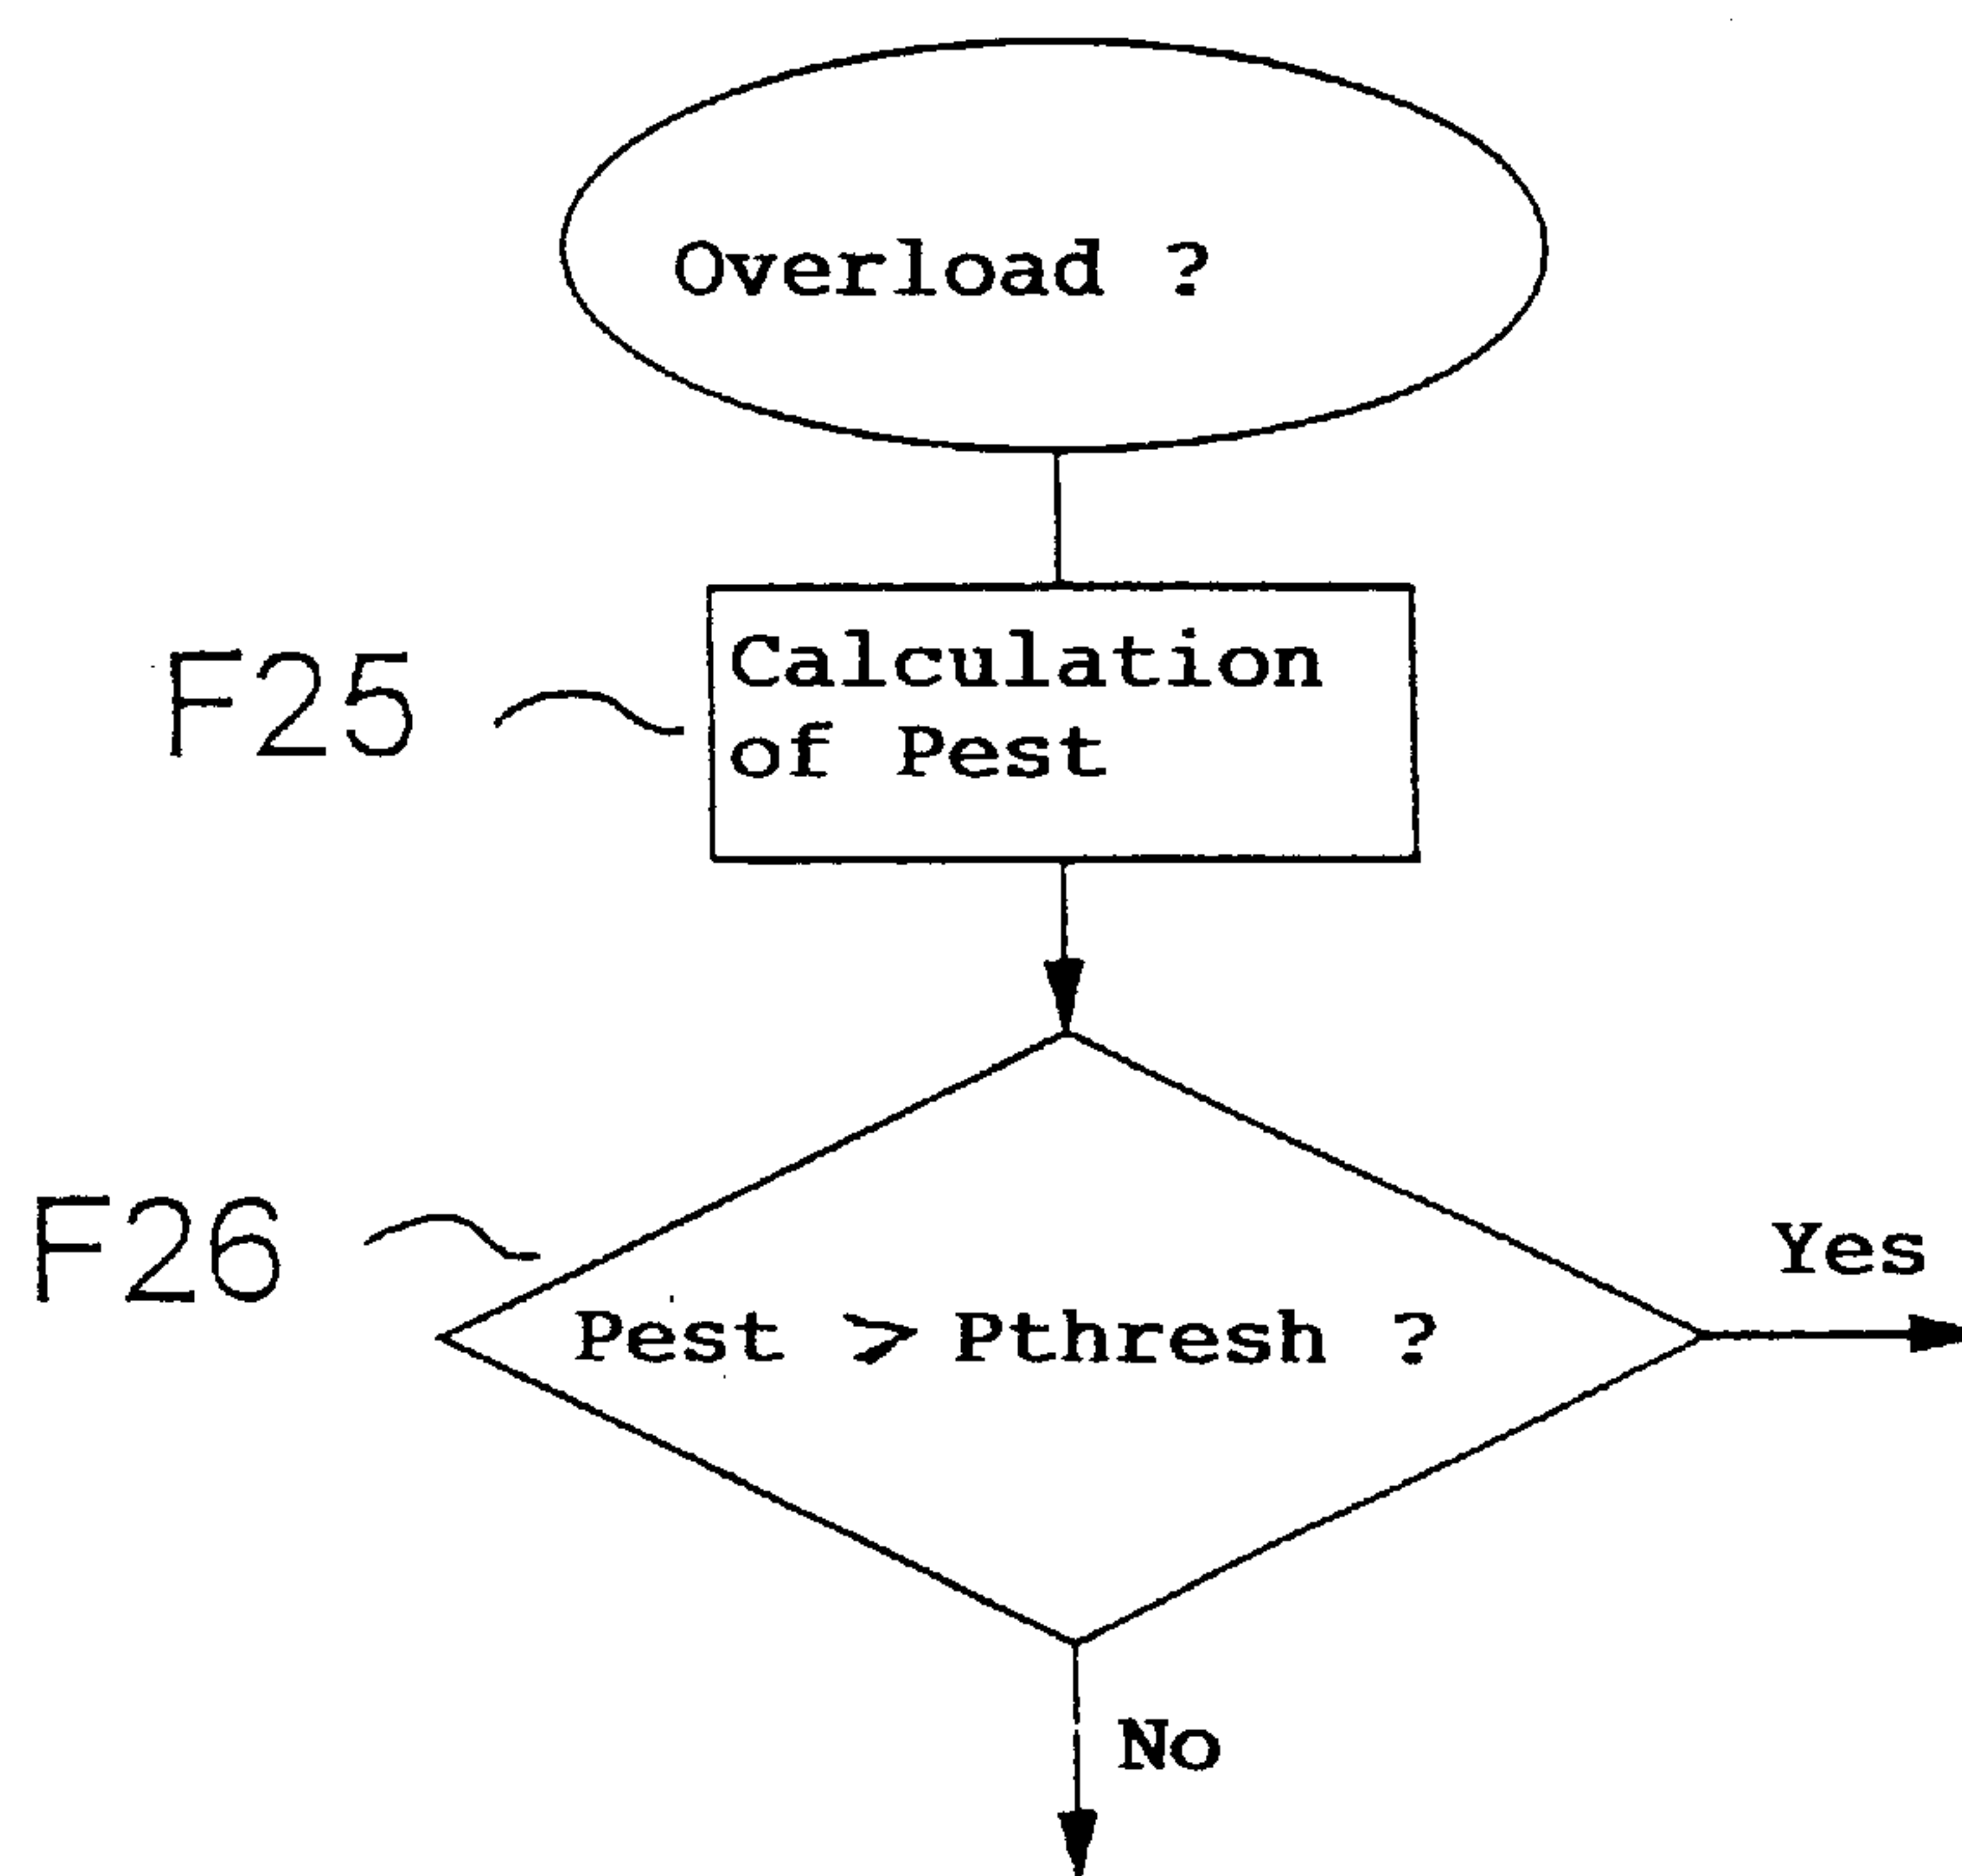 Overload ?
F25
Calculation
of Pest
F26
Yes
Pest > Pthresh ?
No